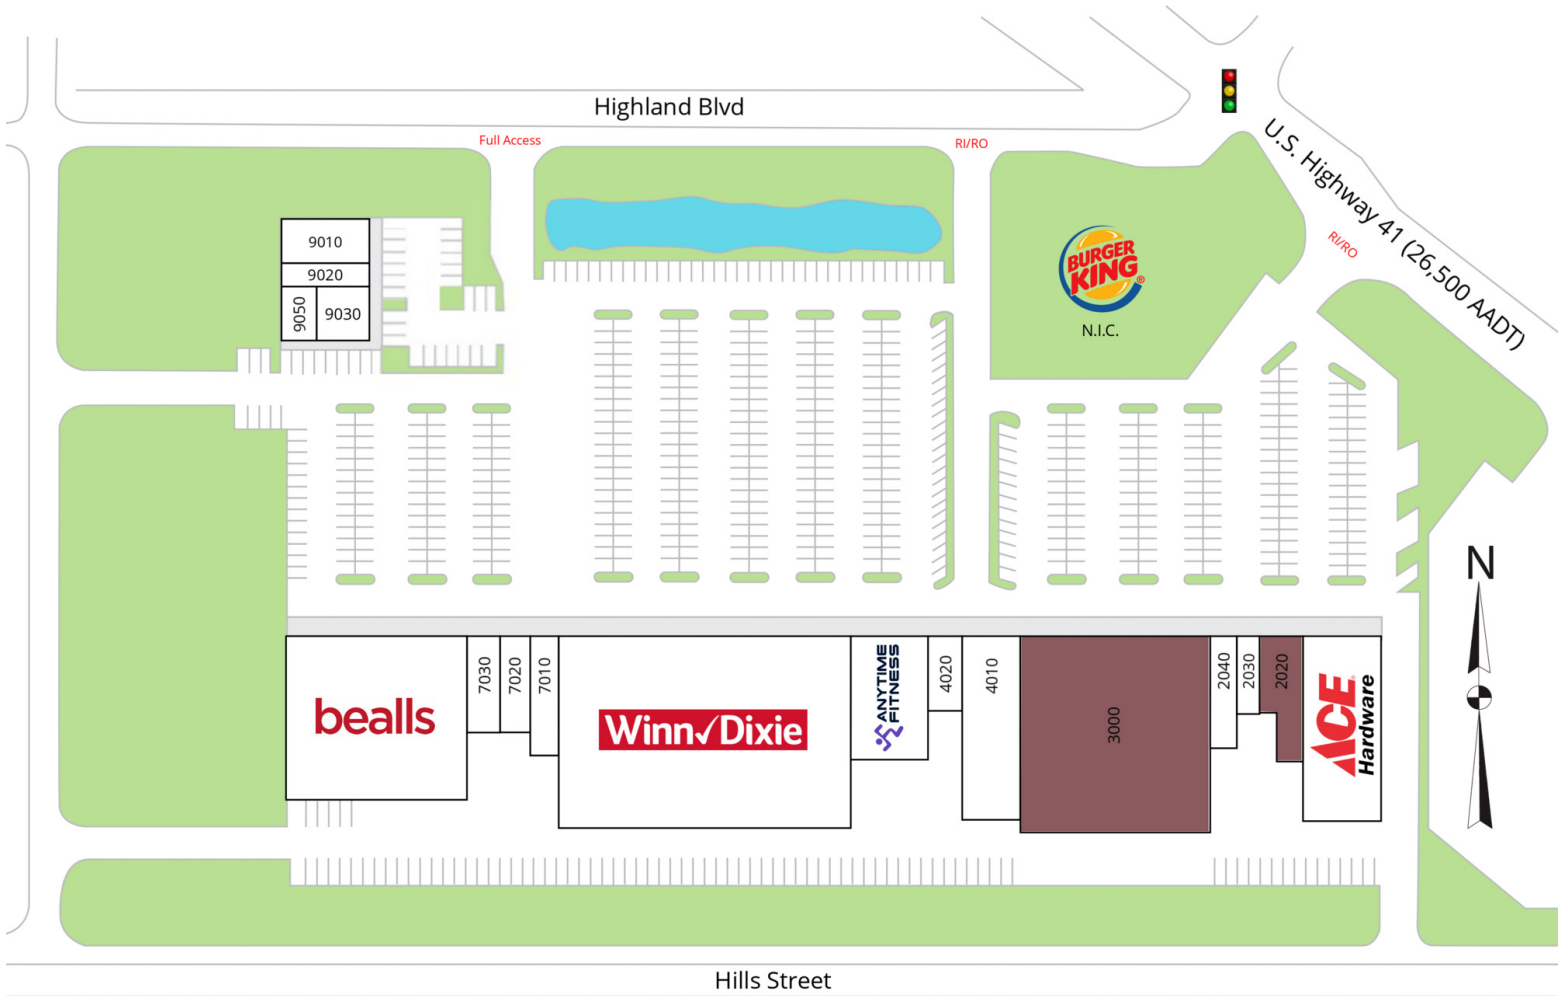 Highland Blvd
Full Access
RI/RO
U.S. Highway 41 (26,500 AADT)
RI/RO
BURGER
KING
®
N.I.C.
9010
9020
9050
9030
N
bealls
7030
7020
7010
Winn✓Dixie
ANYTIME
FITNESS
4020
4010
3000
2040
2030
2020
ACE
Hardware
Hills Street